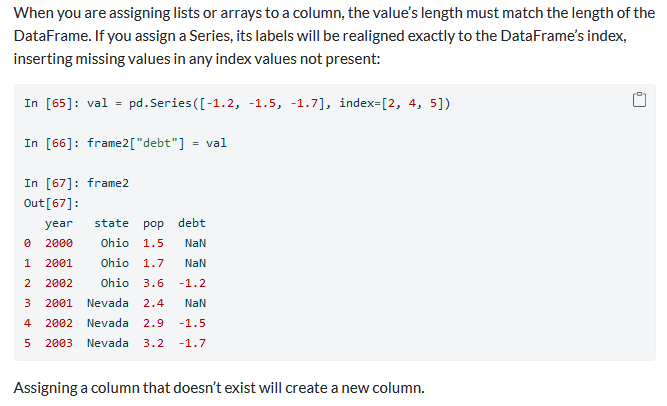 When you are assigning lists or arrays to a column, the value’s length must match the length of the
DataFrame. If you assign a Series, its labels will be realigned exactly to the DataFrame’s index,
inserting missing values in any index values not present:
In [65]: val = pd.Series([-1.2, -1.5, -1.7], index=[2, 4, 5])
In [66]: frame2["debt"] = val
In [67]: frame2
Out[67]:
   year   state  pop  debt
0  2000    Ohio  1.5   NaN
1  2001    Ohio  1.7   NaN
2  2002    Ohio  3.6  -1.2
3  2001  Nevada  2.4   NaN
4  2002  Nevada  2.9  -1.5
5  2003  Nevada  3.2  -1.7
Assigning a column that doesn’t exist will create a new column.